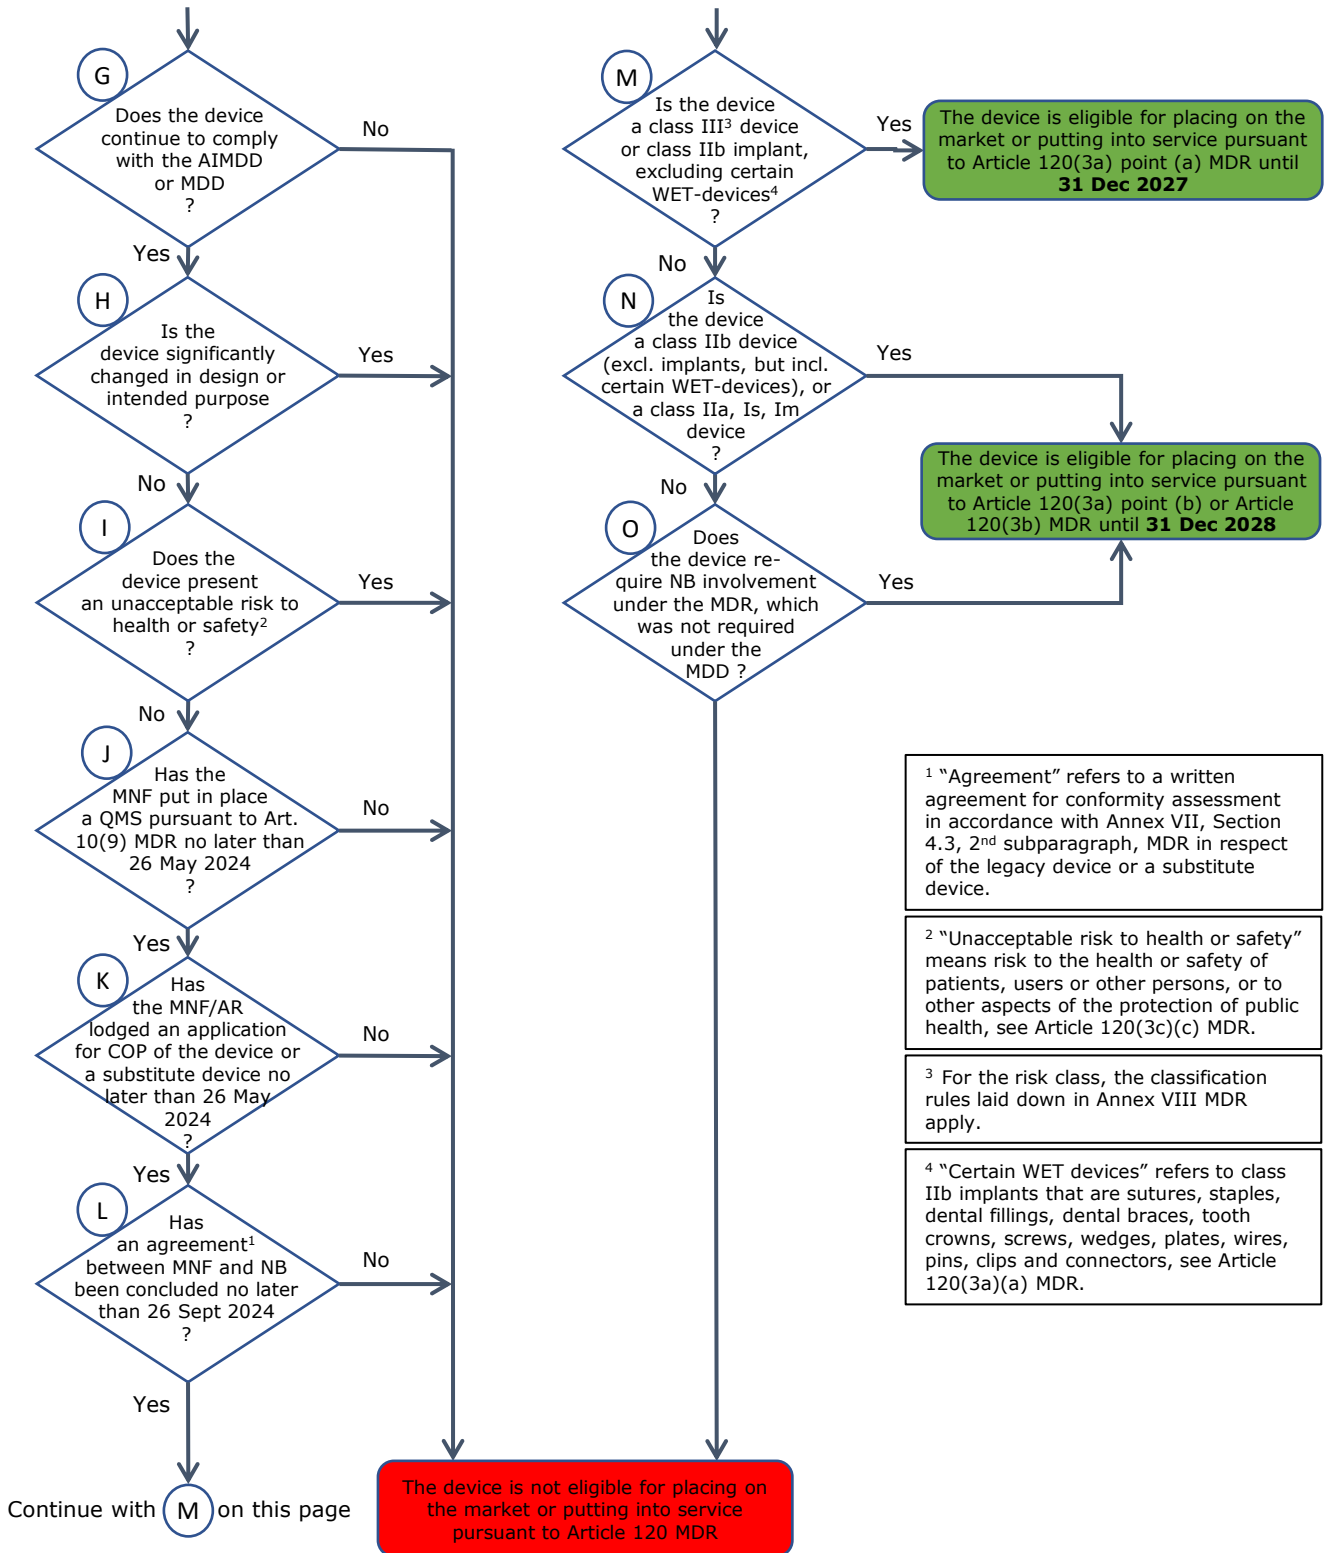 G
Does the device
continue to comply
with the AIMDD
or MDD
?
No
Yes
H
Is the
device significantly
changed in design or
intended purpose
?
Yes
No
I
Does the
device present
an unacceptable risk to
health or safety2
?
Yes
No
J
Has the
MNF put in place
a QMS pursuant to Art.
10(9) MDR no later than
26 May 2024
?
No
Yes
K
Has
the MNF/AR
lodged an application
for COP of the device or
a substitute device no
later than 26 May
2024
?
No
Yes
L
Has
an agreement1
between MNF and NB
been concluded no later
than 26 Sept 2024
?
No
Yes
Continue with M on this page
M
Is the device
a class III3 device
or class IIb implant,
excluding certain
WET-devices4
?
Yes
The device is eligible for placing on the
market or putting into service pursuant
to Article 120(3a) point (a) MDR until
31 Dec 2027
No
N
Is
the device
a class IIb device
(excl. implants, but incl.
certain WET-devices), or
a class IIa, Is, Im
device
?
Yes
The device is eligible for placing on the
market or putting into service pursuant
to Article 120(3a) point (b) or Article
120(3b) MDR until 31 Dec 2028
No
O
Does
the device re-
quire NB involvement
under the MDR, which
was not required
under the
MDD ?
Yes
The device is not eligible for placing on
the market or putting into service
pursuant to Article 120 MDR
1 “Agreement” refers to a written
agreement for conformity assessment
in accordance with Annex VII, Section
4.3, 2nd subparagraph, MDR in respect
of the legacy device or a substitute
device.
2 “Unacceptable risk to health or safety”
means risk to the health or safety of
patients, users or other persons, or to
other aspects of the protection of public
health, see Article 120(3c)(c) MDR.
3 For the risk class, the classification
rules laid down in Annex VIII MDR
apply.
4 “Certain WET devices” refers to class
IIb implants that are sutures, staples,
dental fillings, dental braces, tooth
crowns, screws, wedges, plates, wires,
pins, clips and connectors, see Article
120(3a)(a) MDR.